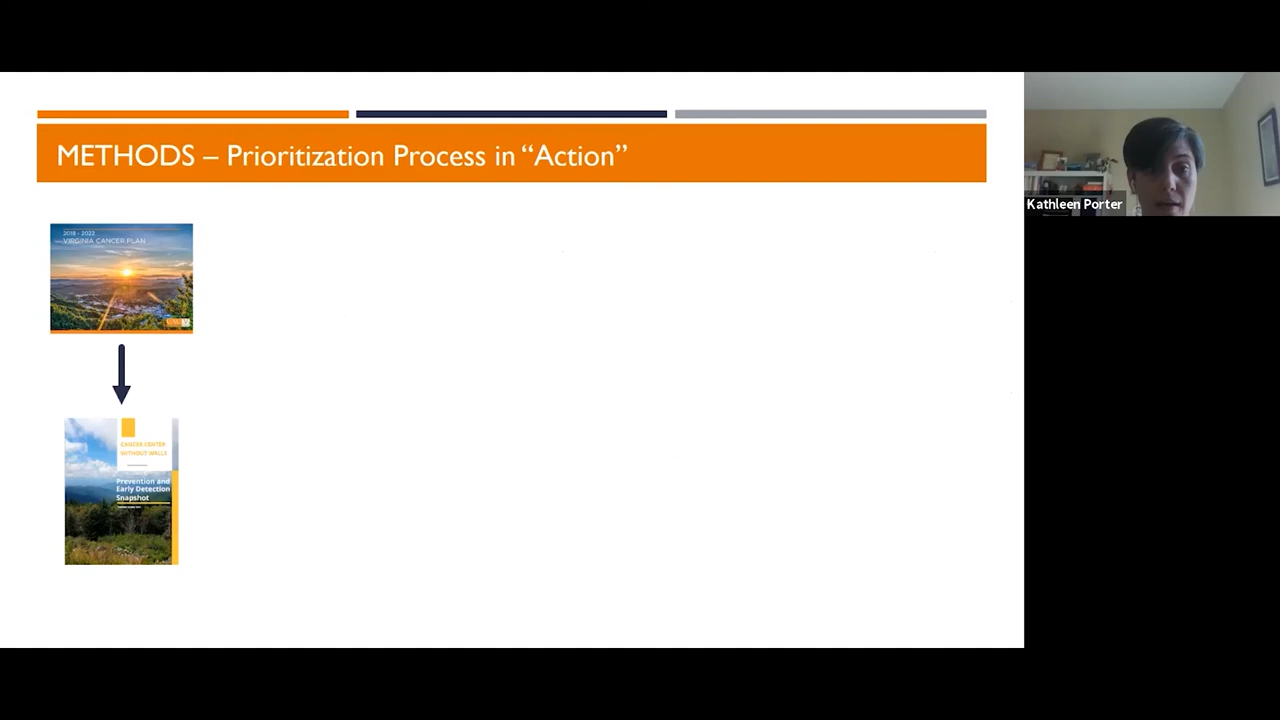 METHODS – Prioritization Process in “Action”
Kathleen Porter
2018 - 2022
VIRGINIA CANCER PLAN
CANCER CENTER
WITHOUT WALLS
Prevention and
Early Detection
Snapshot